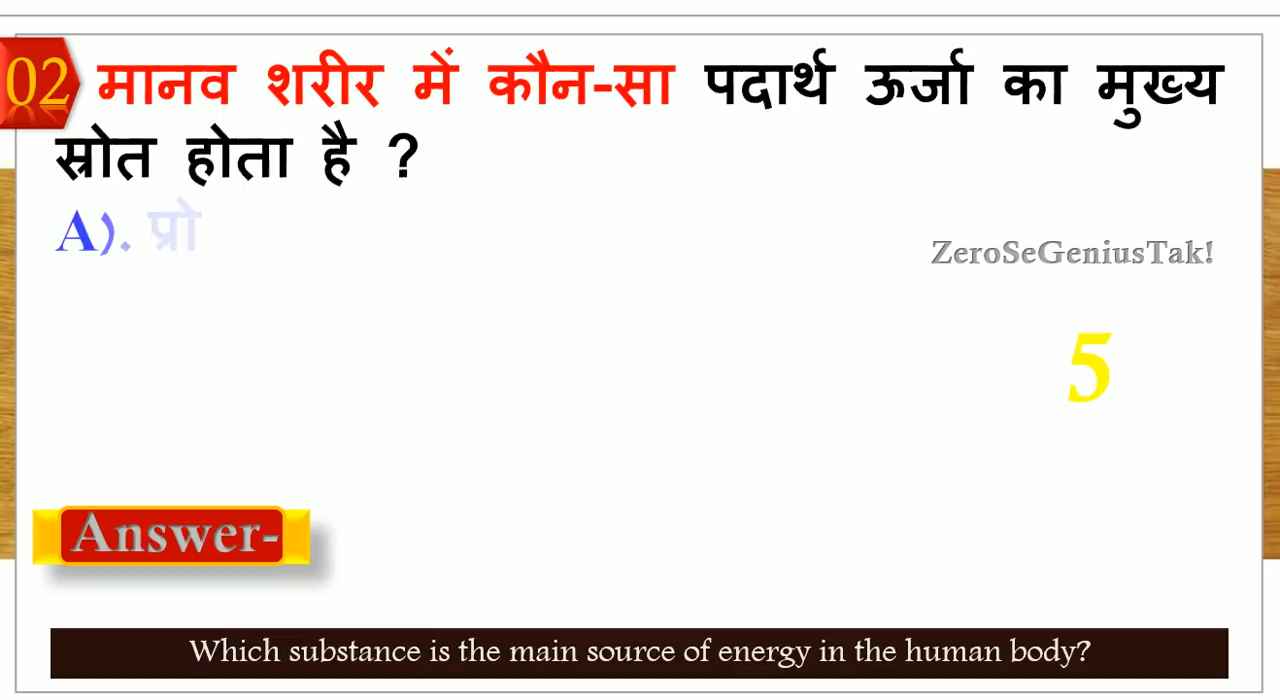 02 मानव शरीर में कौन-सा पदार्थ ऊर्जा का मुख्य
स्रोत होता है ?
A). प्रो
ZeroSeGeniusTak!
5
Answer-
Which substance is the main source of energy in the human body?